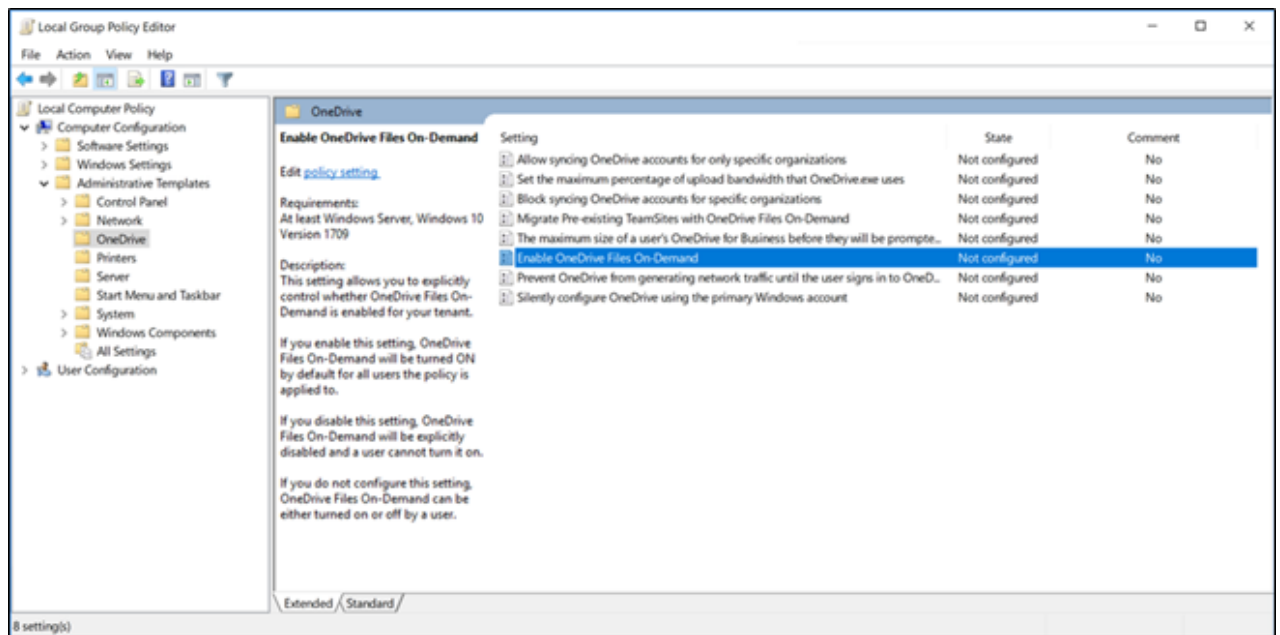 Local Group Policy Editor
File Action View Help
Local Computer Policy
Computer Configuration
Software Settings
Windows Settings
Administrative Templates
Control Panel
Network
OneDrive
Printers
Server
Start Menu and Taskbar
System
Windows Components
All Settings
User Configuration
OneDrive
Enable OneDrive Files On-Demand
Edit policy setting
Requirements:
At least Windows Server, Windows 10
Version 1709
Description:
This setting allows you to explicitly
control whether OneDrive Files On-
Demand is enabled for your tenant.
If you enable this setting, OneDrive
Files On-Demand will be turned ON
by default for all users the policy is
applied to.
If you disable this setting, OneDrive
Files On-Demand will be explicitly
disabled and a user cannot turn it on.
If you do not configure this setting,
OneDrive Files On-Demand can be
either turned on or off by a user.
Setting State Comment
Allow syncing OneDrive accounts for only specific organizations Not configured No
Set the maximum percentage of upload bandwidth that OneDrive.exe uses Not configured No
Block syncing OneDrive accounts for specific organizations Not configured No
Migrate Pre-existing TeamSites with OneDrive Files On-Demand Not configured No
The maximum size of a user's OneDrive for Business before they will be prompte... Not configured No
Enable OneDrive Files On-Demand Not configured No
Prevent OneDrive from generating network traffic until the user signs in to OneD... Not configured No
Silently configure OneDrive using the primary Windows account Not configured No
Extended Standard
8 setting(s)